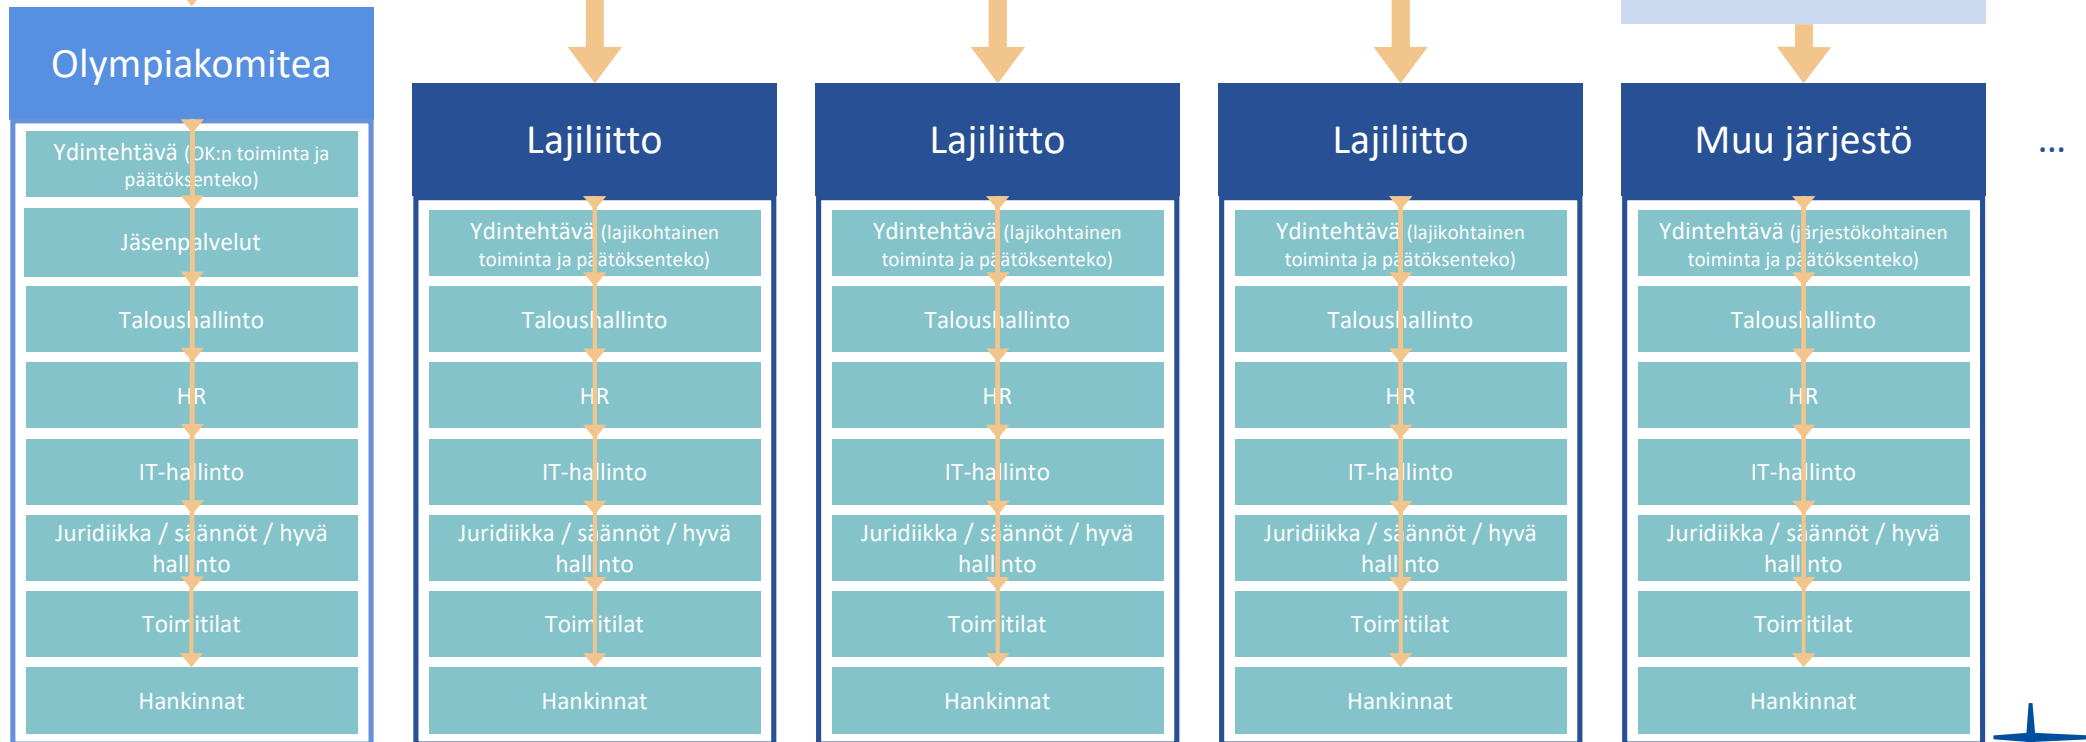 Olympiakomitea
Ydintehtävä (OK:n toiminta ja
päätöksenteko)
Jäsenpalvelut
Taloushallinto
HR
IT-hallinto
Juridiikka / säännöt / hyvä
hallinto
Toimitilat
Hankinnat
Lajiliitto
Ydintehtävä (lajikohtainen
toiminta ja päätöksenteko)
Taloushallinto
HR
IT-hallinto
Juridiikka / säännöt / hyvä
hallinto
Toimitilat
Hankinnat
Lajiliitto
Ydintehtävä (lajikohtainen
toiminta ja päätöksenteko)
Taloushallinto
HR
IT-hallinto
Juridiikka / säännöt / hyvä
hallinto
Toimitilat
Hankinnat
Lajiliitto
Ydintehtävä (lajikohtainen
toiminta ja päätöksenteko)
Taloushallinto
HR
IT-hallinto
Juridiikka / säännöt / hyvä
hallinto
Toimitilat
Hankinnat
Muu järjestö
Ydintehtävä (järjestökohtainen
toiminta ja päätöksenteko)
Taloushallinto
HR
IT-hallinto
Juridiikka / säännöt / hyvä
hallinto
Toimitilat
Hankinnat
...